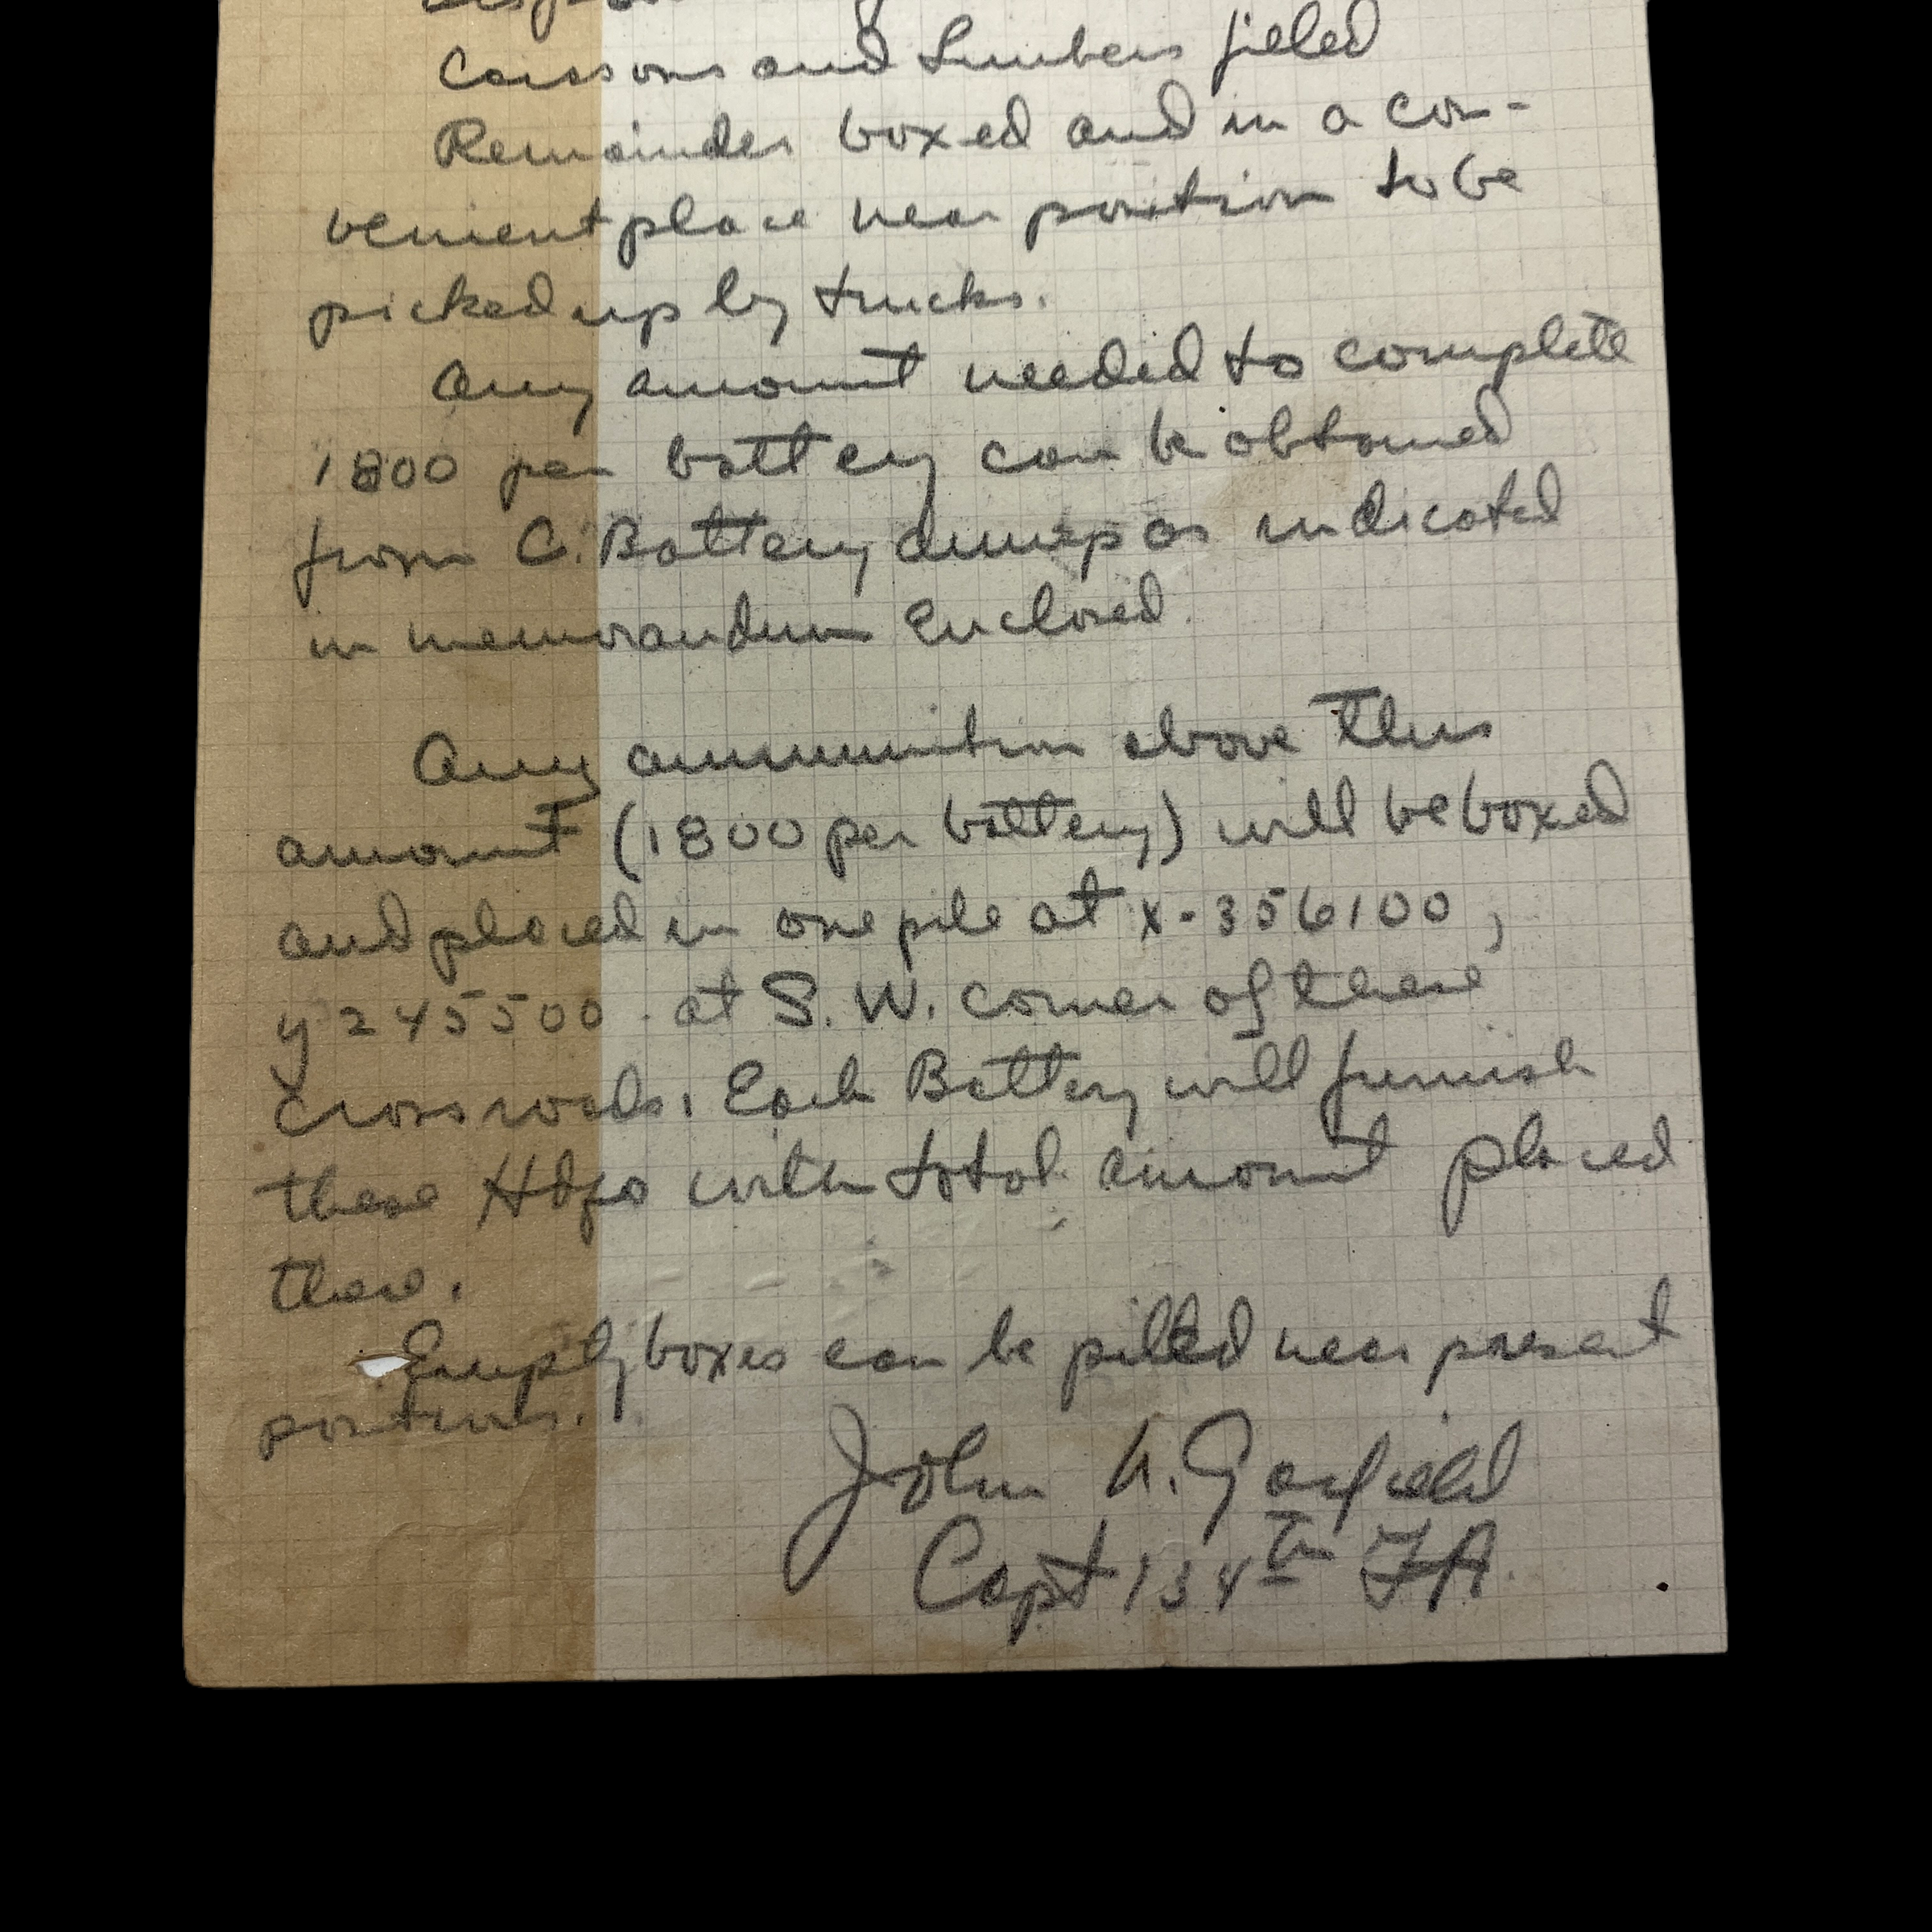 Caissons and Limbers filled
Remainder boxed and in a con-
venient place near position to be
picked up by trucks.
Any amount needed to complete
1800 per battery can be obtained
from C. Battery dump as indicated
in memorandum Enclosed.
Any ammunition above this
amount (1800 per battery) will be boxed
and placed in one pile at x-356100,
y 245500 - at S. W. corner of there
Crossroads. Each Battery will furnish
these Hdqs with total amount placed
there.
Empty boxes can be pilled near present
positions.
John A. Garfield
Capt 134th FA